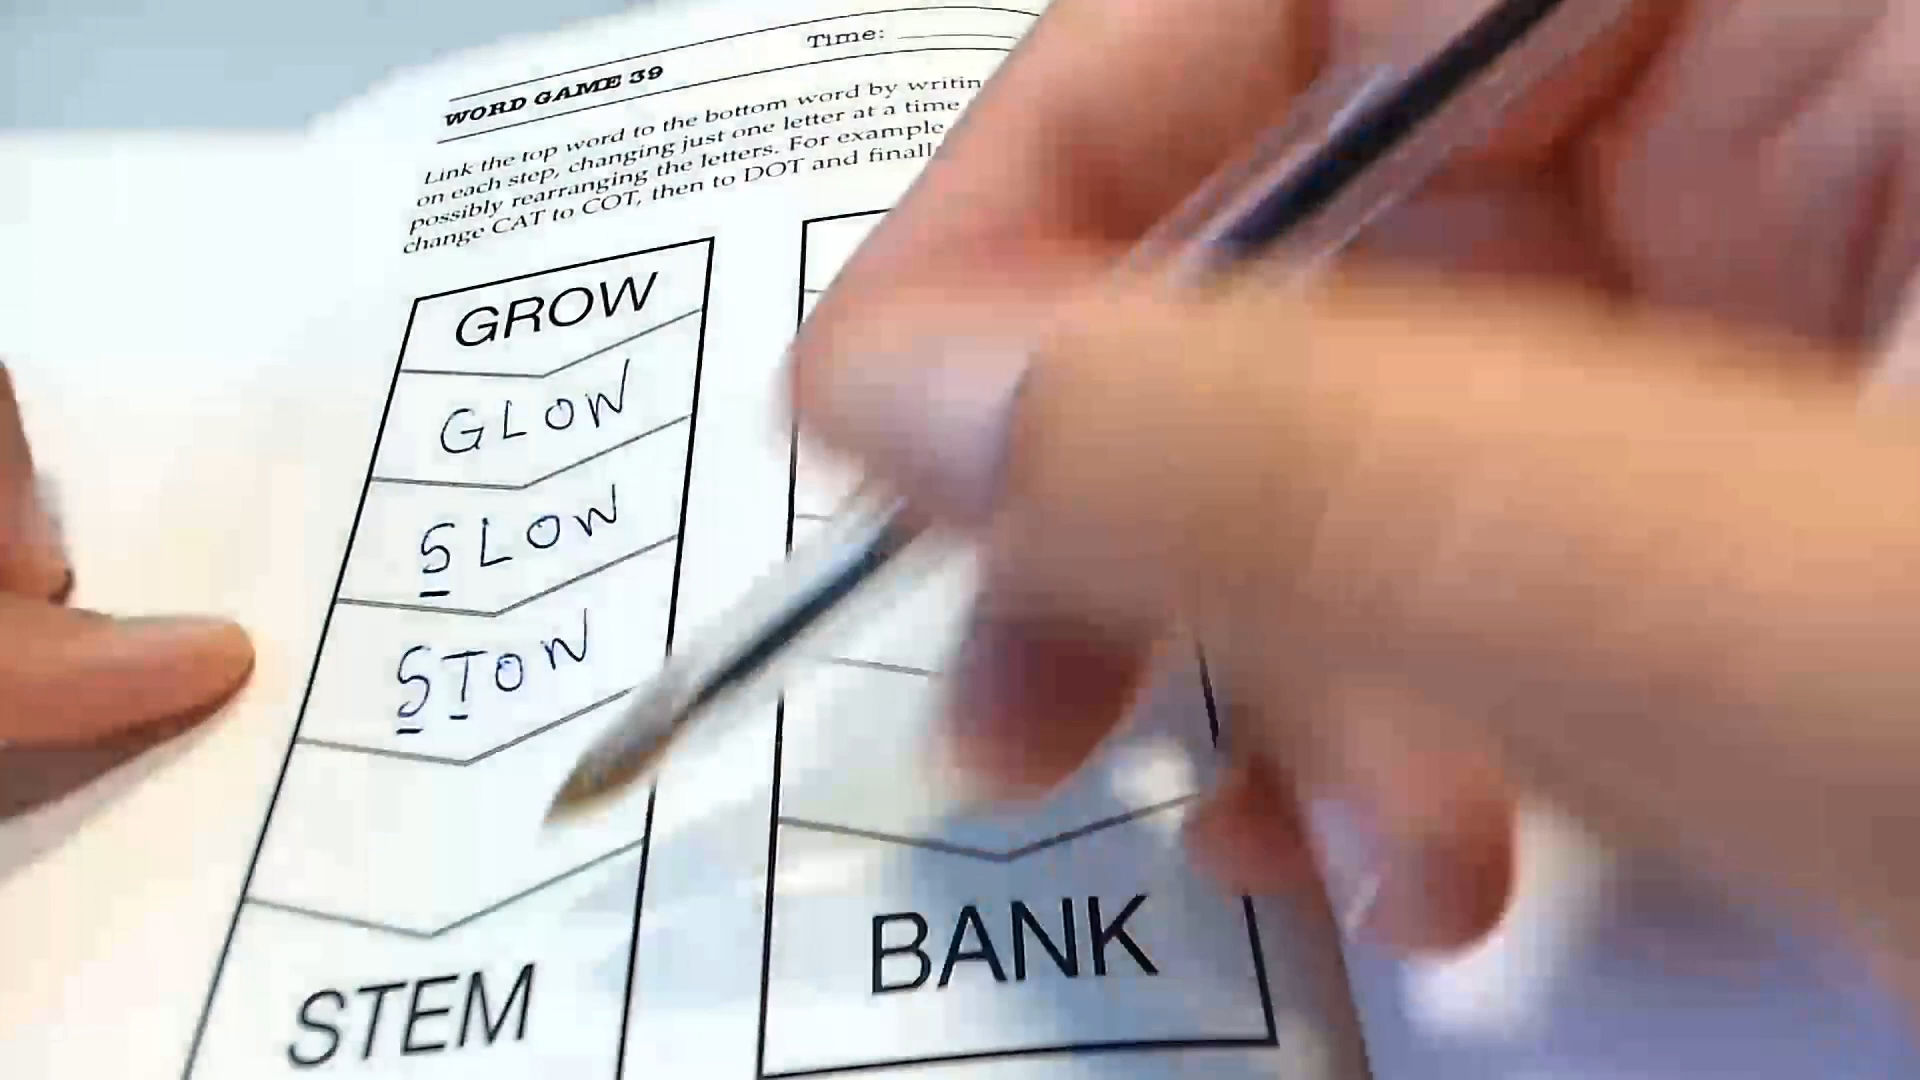 Time:
WORD GAME 39
Link the top word to the bottom word by writin
on each step, changing just one letter at a time
possibly rearranging the letters. For example,
change CAT to COT, then to DOT and finall
GROW
GLOW
SLOW
STOW
STEM
BANK